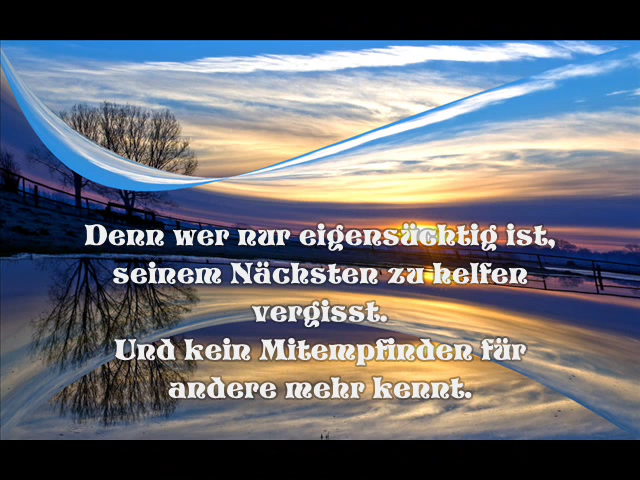 Denn wer nur eigensüchtig ist,
seinem Nächsten zu helfen
vergisst.
Und kein Mitempfinden für
andere mehr kennt.